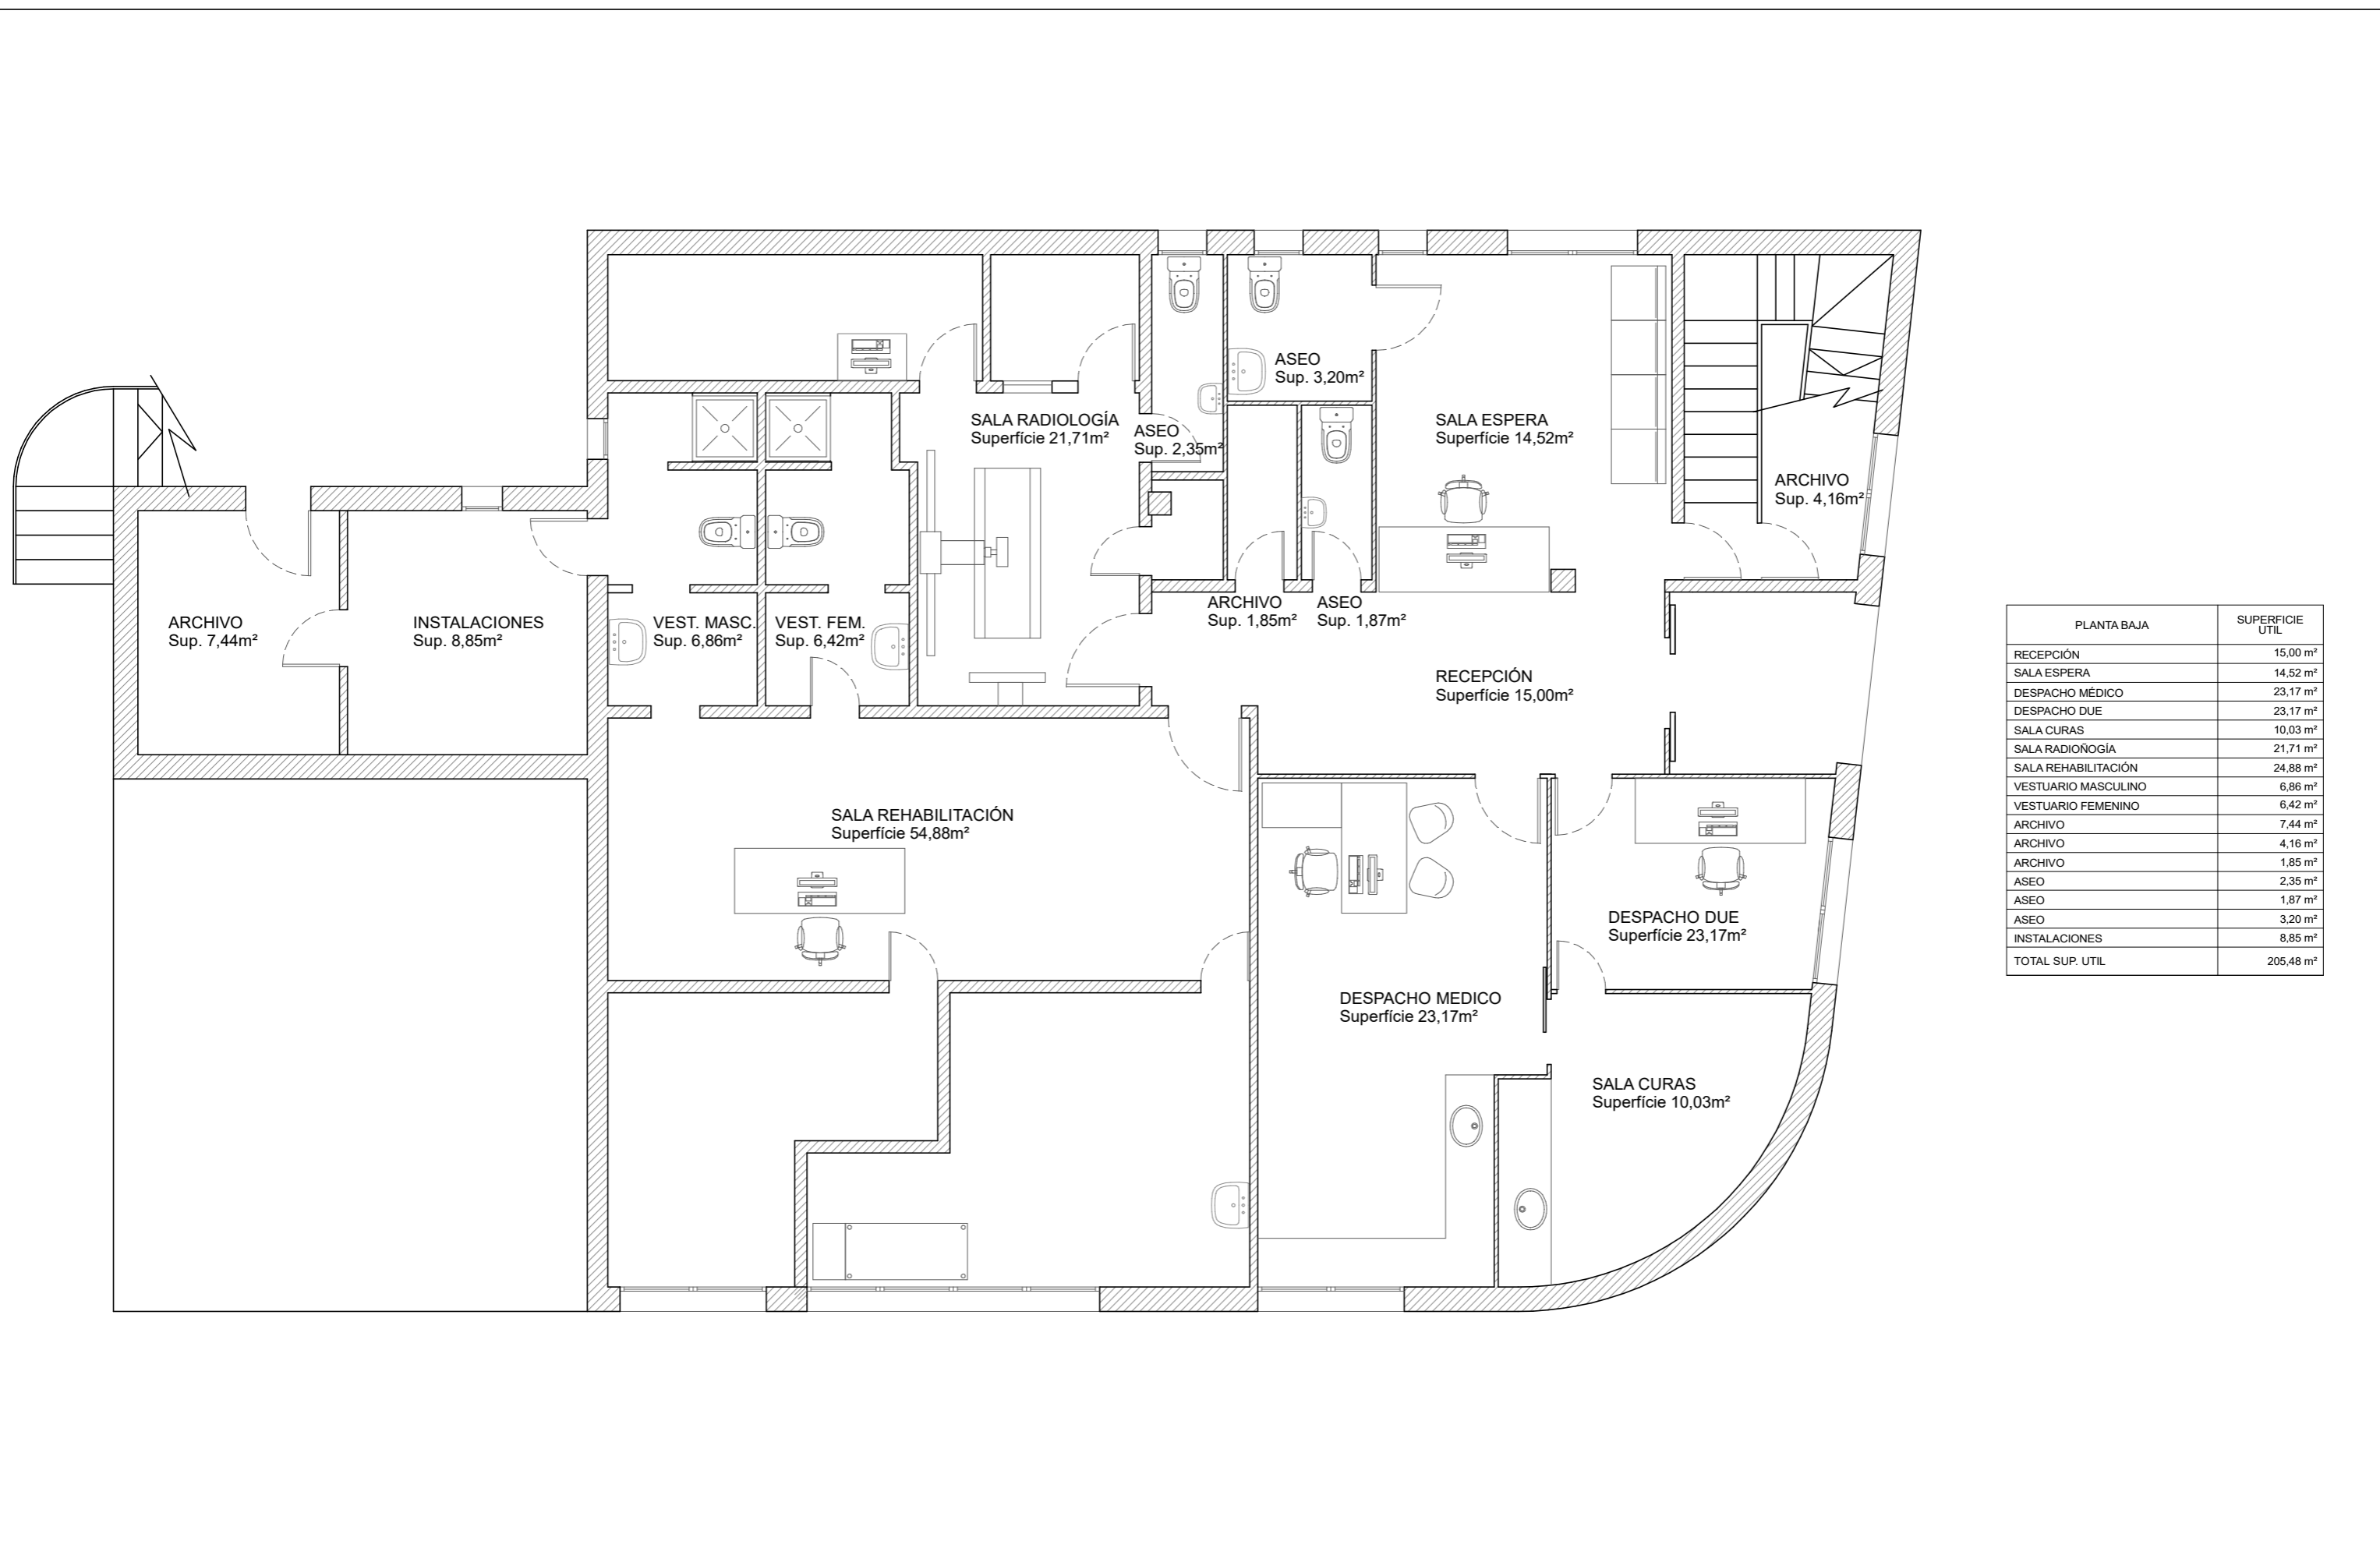 ASEO
Sup. 3,20m²
SALA RADIOLOGÍA
Superfície 21,71m²
ASEO
Sup. 2,35m²
SALA ESPERA
Superfície 14,52m²
ARCHIVO
Sup. 4,16m²
ARCHIVO
Sup. 7,44m²
INSTALACIONES
Sup. 8,85m²
VEST. MASC.
Sup. 6,86m²
VEST. FEM.
Sup. 6,42m²
ARCHIVO
Sup. 1,85m²
ASEO
Sup. 1,87m²
RECEPCIÓN
Superfície 15,00m²
SALA REHABILITACIÓN
Superfície 54,88m²
DESPACHO DUE
Superfície 23,17m²
DESPACHO MEDICO
Superfície 23,17m²
SALA CURAS
Superfície 10,03m²
PLANTA BAJA SUPERFICIE
UTIL
RECEPCIÓN 15,00 m²
SALA ESPERA 14,52 m²
DESPACHO MÉDICO 23,17 m²
DESPACHO DUE 23,17 m²
SALA CURAS 10,03 m²
SALA RADIOÑOGÍA 21,71 m²
SALA REHABILITACIÓN 24,88 m²
VESTUARIO MASCULINO 6,86 m²
VESTUARIO FEMENINO 6,42 m²
ARCHIVO 7,44 m²
ARCHIVO 4,16 m²
ARCHIVO 1,85 m²
ASEO 2,35 m²
ASEO 1,87 m²
ASEO 3,20 m²
INSTALACIONES 8,85 m²
TOTAL SUP. UTIL 205,48 m²